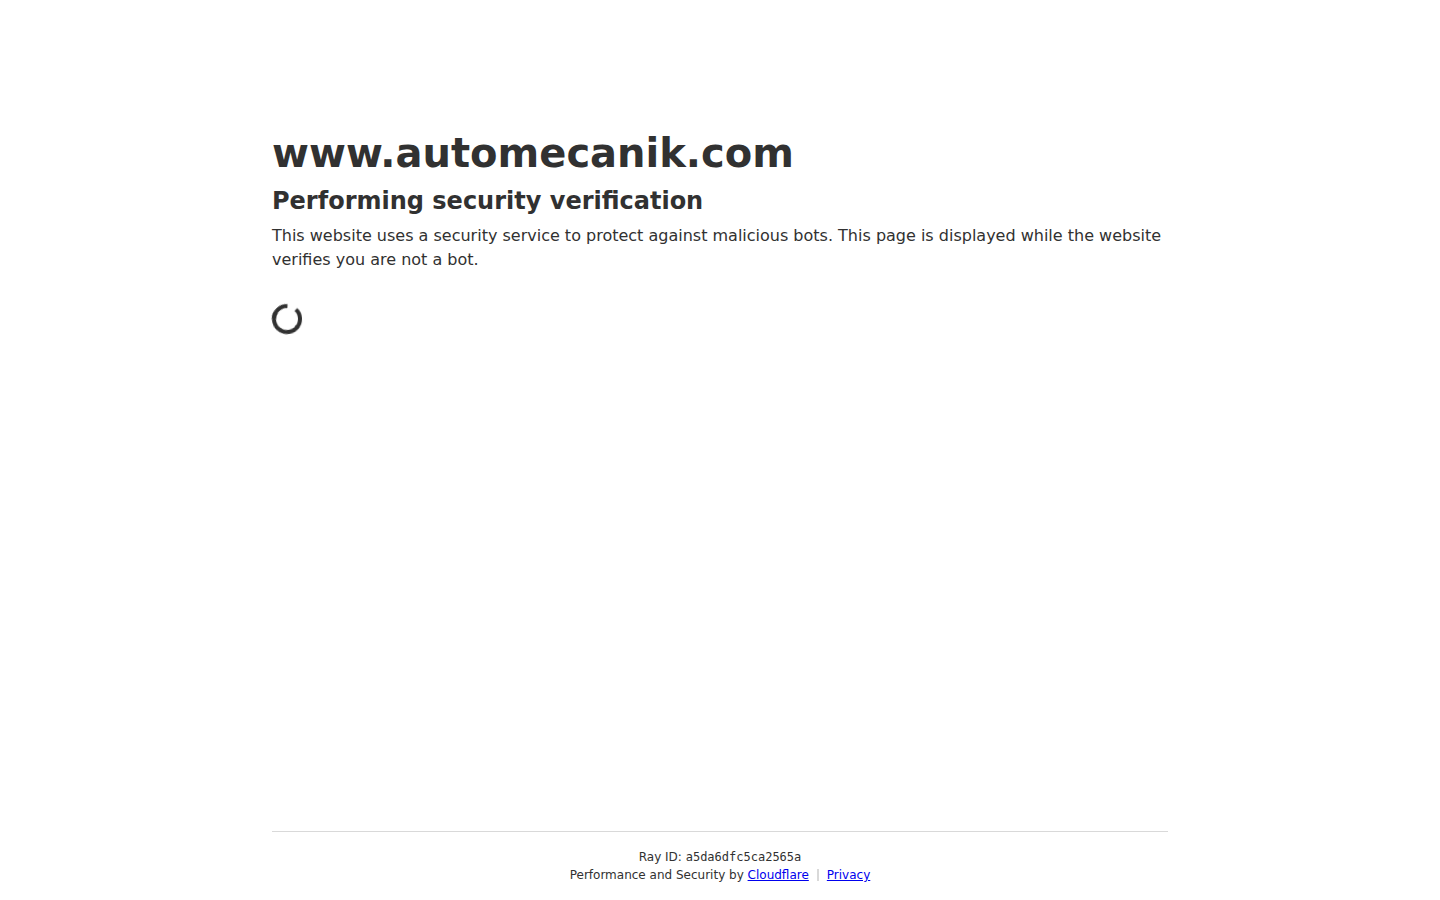 www.automecanik.com
Performing security verification
This website uses a security service to protect against malicious bots. This page is displayed while the website
verifies you are not a bot.
Ray ID: a5da6dfc5ca2565a
Performance and Security by Cloudflare | Privacy